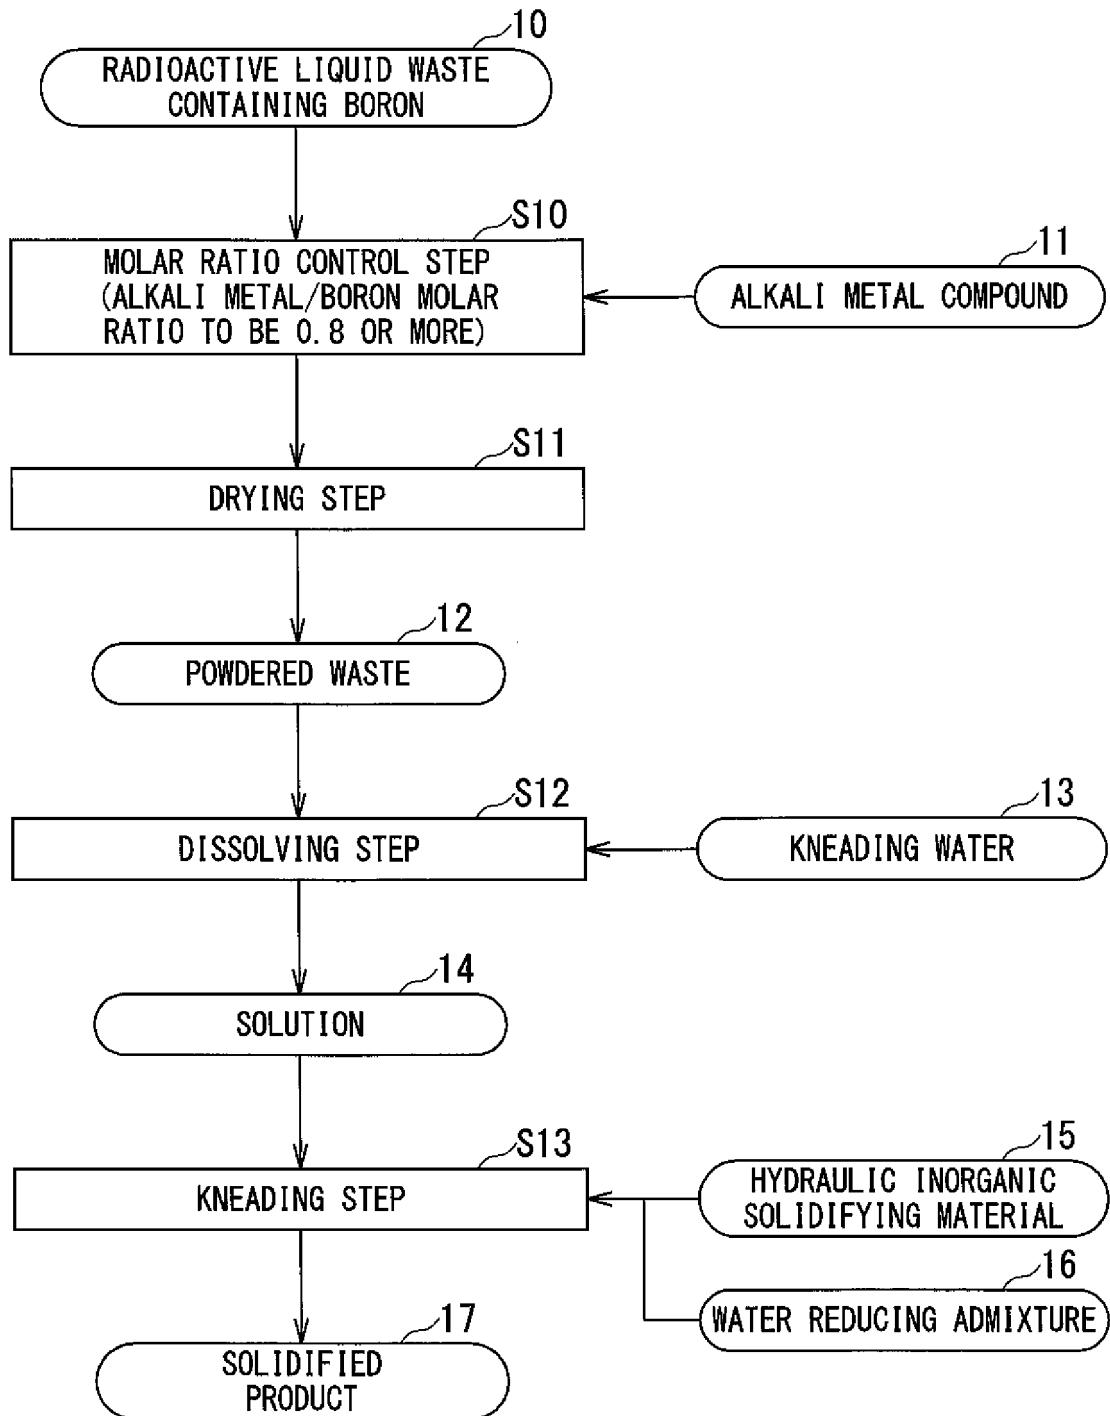 10
RADIOACTIVE LIQUID WASTE
CONTAINING BORON
S10
MOLAR RATIO CONTROL STEP
(ALKALI METAL/BORON MOLAR
RATIO TO BE 0.8 OR MORE)
11
ALKALI METAL COMPOUND
S11
DRYING STEP
12
POWDERED WASTE
S12
DISSOLVING STEP
13
KNEADING WATER
14
SOLUTION
S13
KNEADING STEP
15
HYDRAULIC INORGANIC
SOLIDIFYING MATERIAL
16
WATER REDUCING ADMIXTURE
17
SOLIDIFIED
PRODUCT